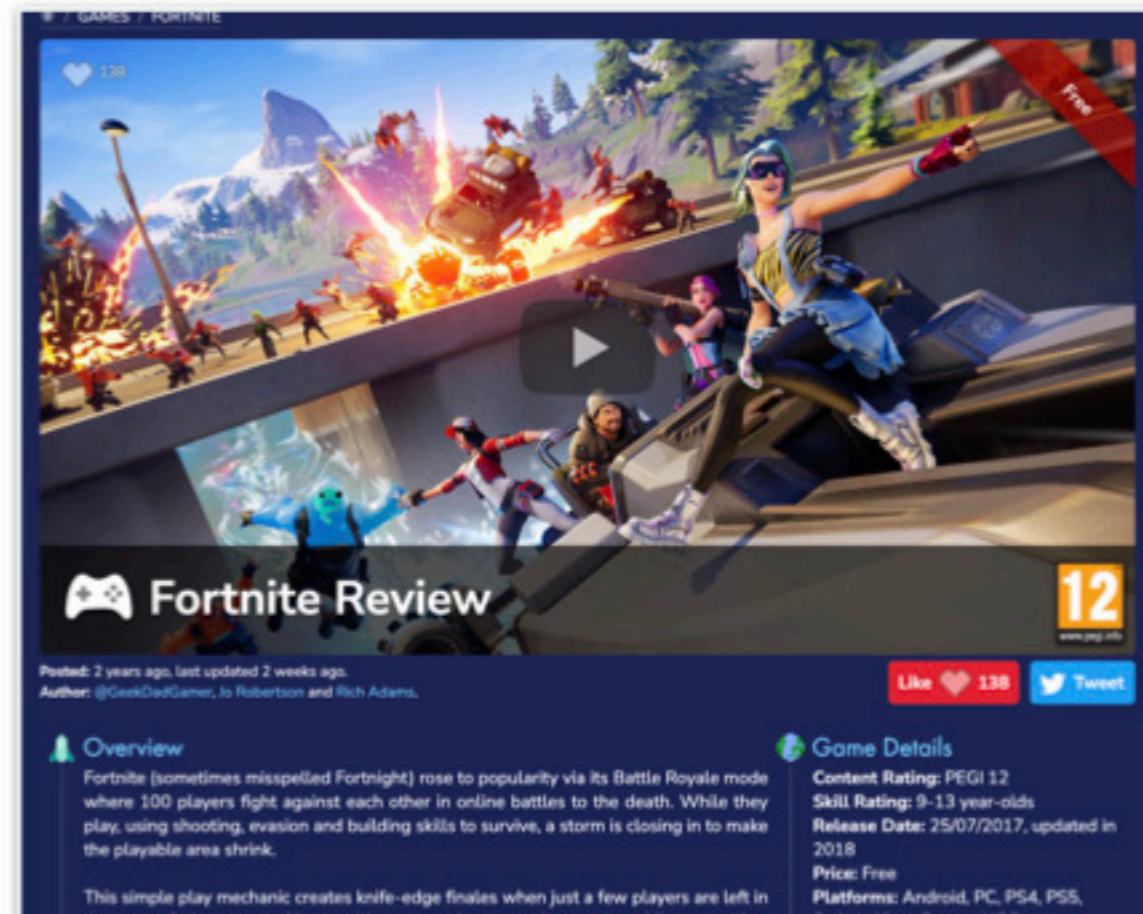 / GAMES / FORTNITE
138
Free
Fortnite Review
12
www.pegi.info
Posted: 2 years ago, last updated 2 weeks ago.
Author: @GeekDadGamer, Jo Robertson and Rich Adams.
Like 138
Tweet
Overview
Fortnite (sometimes misspelled Fortnight) rose to popularity via its Battle Royale mode
where 100 players fight against each other in online battles to the death. While they
play, using shooting, evasion and building skills to survive, a storm is closing in to make
the playable area shrink.
This simple play mechanic creates knife-edge finales when just a few players are left in
Game Details
Content Rating: PEGI 12
Skill Rating: 9-13 year-olds
Release Date: 25/07/2017, updated in
2018
Price: Free
Platforms: Android, PC, PS4, PS5,